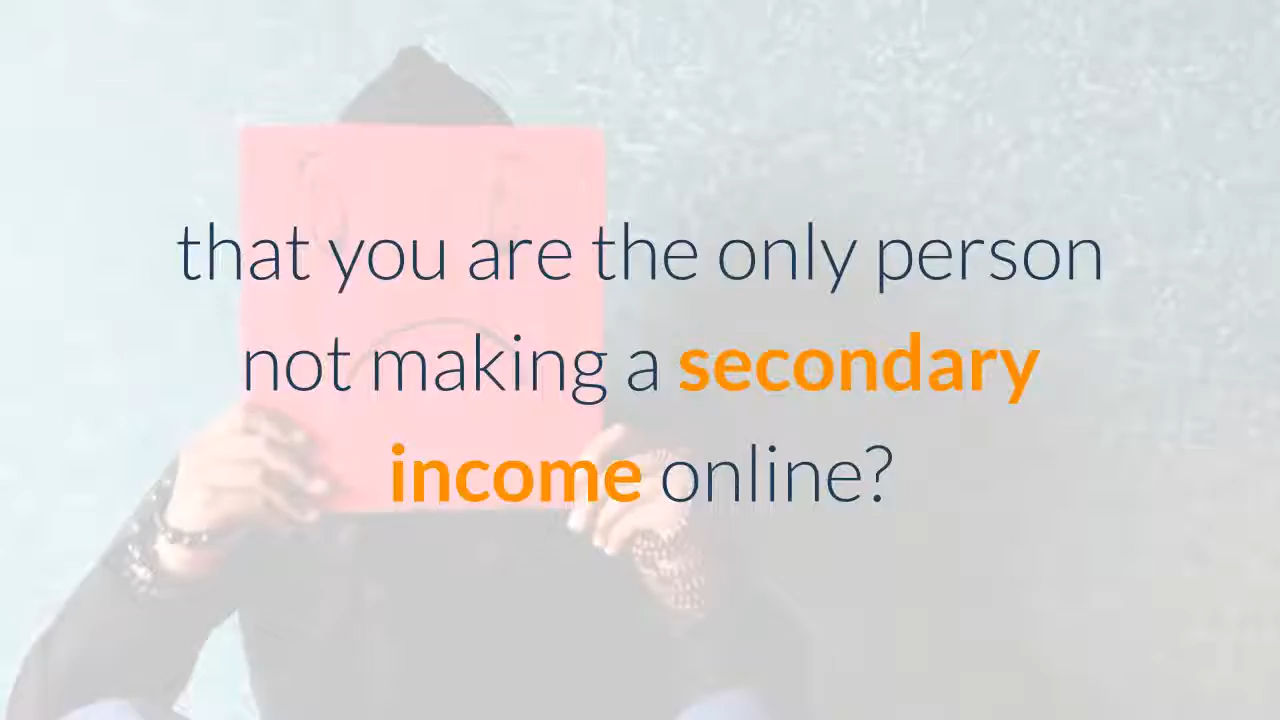 that you are the only person
not making a secondary
income online?